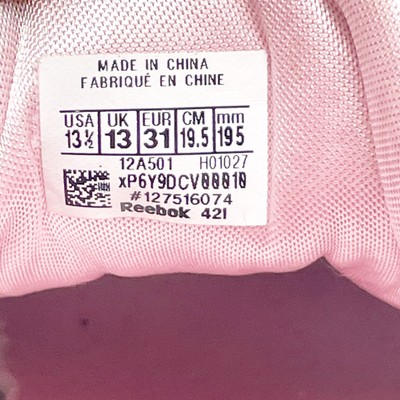 MADE IN CHINA
FABRIQUÉ EN CHINE
USA UK EUR CM mm
13½ 13 31 19.5 195
12A501 H01027
xP6Y9DCV00010
#127516074
Reebok 42I